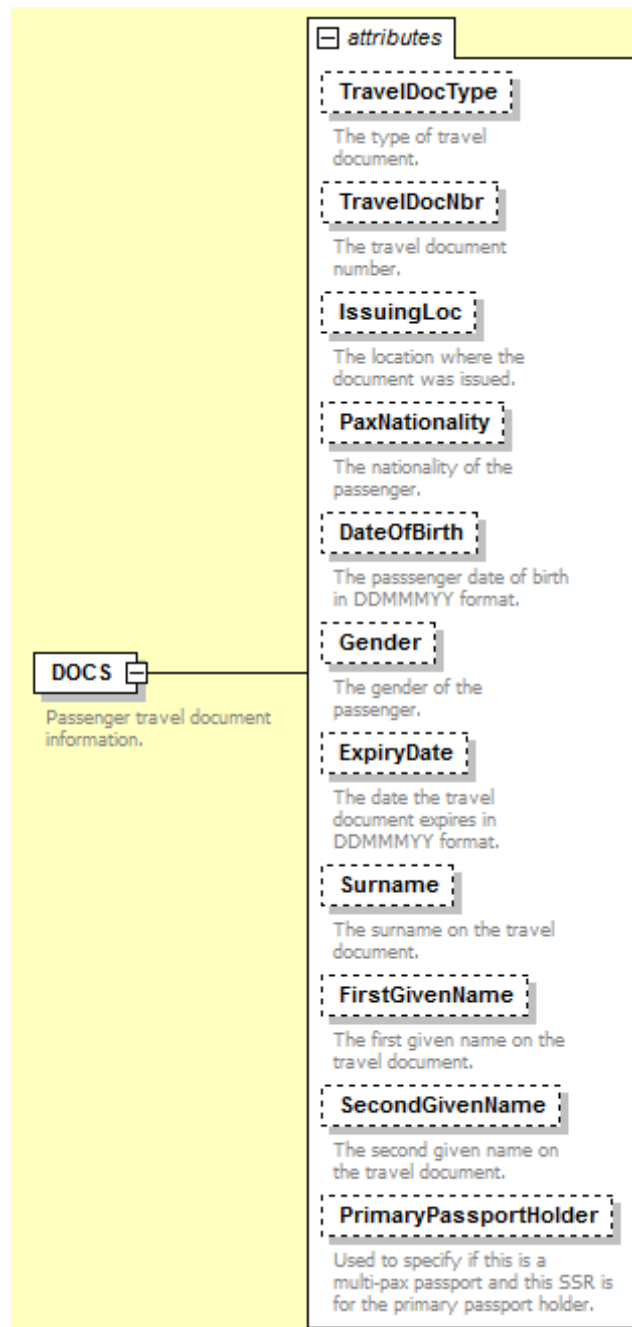 attributes
TravelDocType
The type of travel
document.
TravelDocNbr
The travel document
number.
IssuingLoc
The location where the
document was issued.
PaxNationality
The nationality of the
passenger.
DateOfBirth
The passsenger date of birth
in DDMMMYY format.
Gender
The gender of the
passenger.
DOCS
Passenger travel document
information.
ExpiryDate
The date the travel
document expires in
DDMMMYY format.
Surname
The surname on the travel
document.
FirstGivenName
The first given name on the
travel document.
SecondGivenName
The second given name on
the travel document.
PrimaryPassportHolder
Used to specify if this is a
multi-pax passport and this SSR is
for the primary passport holder.